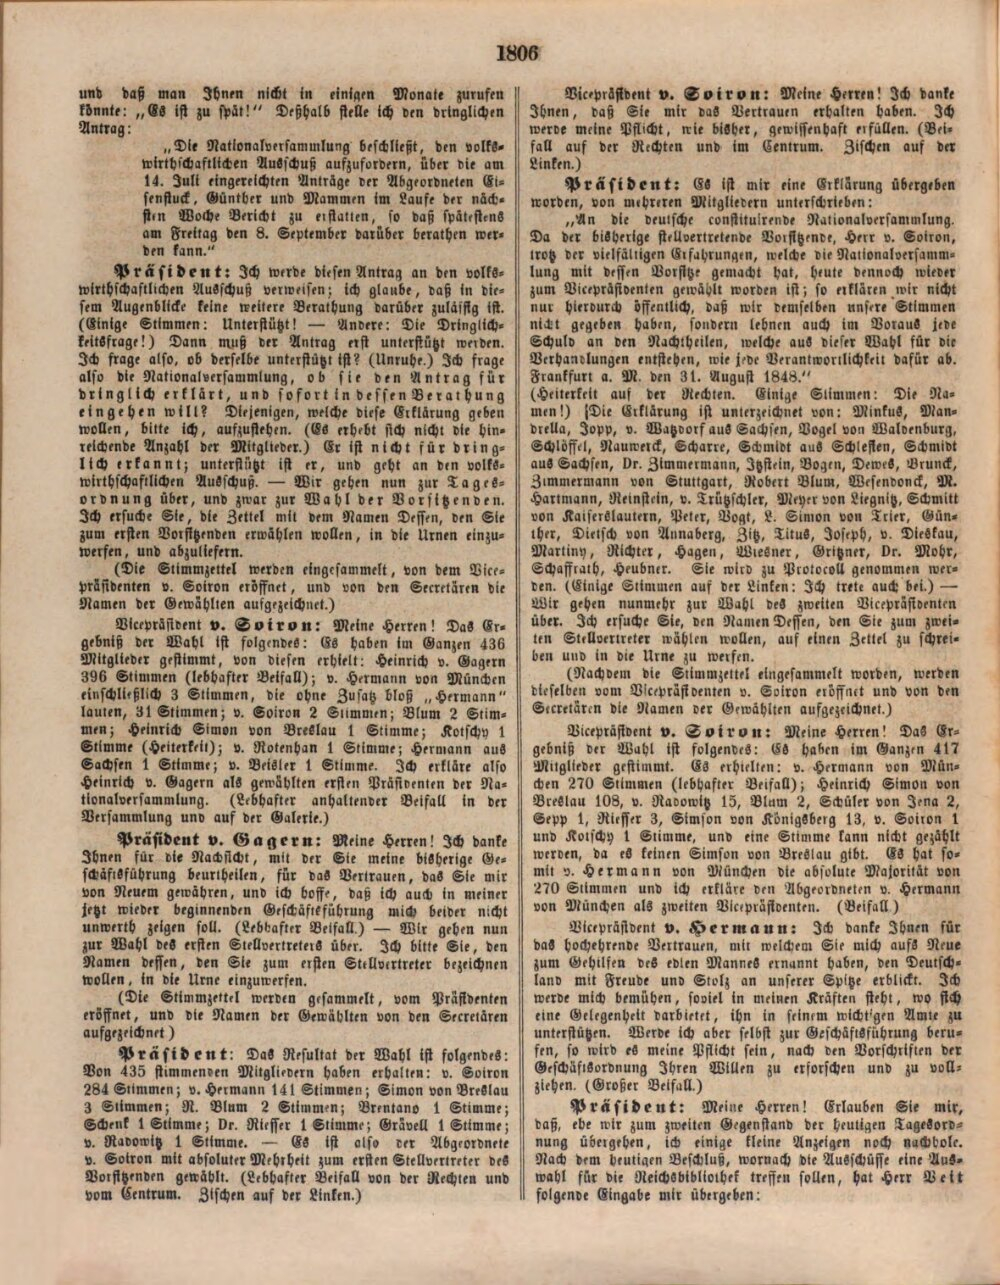 1806
und daß man Ihnen nicht in einigen Monate zurufen
könnte: „Es ist zu spät!“ Deßhalb stelle ich den dringlichen
Antrag:
„Die Nationalversammlung beschließt, den volks-
wirthschaftlichen Ausschuß aufzufordern, über die am
14. Juli eingereichten Anträge der Abgeordneten Ei-
senstuck, Günther und Mammen im Laufe der näch-
sten Woche Bericht zu erstatten, so daß spätestens
am Freitag den 8. September darüber berathen wer-
den kann.“
Präsident: Ich werde diesen Antrag an den volks-
wirthschaftlichen Ausschuß verweisen; ich glaube, daß in die-
sem Augenblicke keine weitere Berathung darüber zulässig ist.
(Einige Stimmen: Unterstützt! — Andere: Die Dringlich-
keitsfrage!) Dann muß der Antrag erst unterstützt werden.
Ich frage also, ob derselbe unterstützt ist? (Unruhe.) Ich frage
also die Nationalversammlung, ob sie den Antrag für
dringlich erklärt, und sofort in dessen Berathung
eingehen will? Diejenigen, welche diese Erklärung geben
wollen, bitte ich, aufzustehen. (Es erhebt sich nicht die hin-
reichende Anzahl der Mitglieder.) Er ist nicht für dring-
lich erkannt; unterstützt ist er, und geht an den volks-
wirthschaftlichen Ausschuß. — Wir gehen nun zur Tages-
ordnung über, und zwar zur Wahl der Vorsitzenden.
Ich ersuche Sie, die Zettel mit dem Namen Dessen, den Sie
zum ersten Vorsitzenden erwählen wollen, in die Urnen einzu-
werfen, und abzuliefern.
(Die Stimmzettel werden eingesammelt, von dem Vice-
präsidenten v. Soiron eröffnet, und von den Secretären die
Namen der Gewählten aufgezeichnet.)
Vicepräsident v. Soiron: Meine Herren! Das Er-
gebniß der Wahl ist folgendes: Es haben im Ganzen 436
Mitglieder gestimmt, von diesen erhielt: Heinrich v. Gagern
396 Stimmen (lebhafter Beifall); v. Hermann von München
einschließlich 3 Stimmen, die ohne Zusatz bloß „Hermann“
lauten, 31 Stimmen; v. Soiron 2 Stimmen; Blum 2 Stim-
men; Heinrich Simon von Breslau 1 Stimme; Kotschy 1
Stimme (Heiterkeit); v. Rotenhan 1 Stimme; Hermann aus
Sachsen 1 Stimme; v. Beisler 1 Stimme. Ich erkläre also
Heinrich v. Gagern als gewählten ersten Präsidenten der Na-
tionalversammlung. (Lebhafter anhaltender Beifall in der
Versammlung und auf der Galerie.)
Präsident v. Gagern: Meine Herren! Ich danke
Ihnen für die Nachsicht, mit der Sie meine bisherige Ge-
schäftsführung beurtheilen, für das Vertrauen, das Sie mir
von Neuem gewähren, und ich hoffe, daß ich auch in meiner
jetzt wieder beginnenden Geschäftsführung mich beider nicht
unwerth zeigen soll. (Lebhafter Beifall.) — Wir gehen nun
zur Wahl des ersten Stellvertreters über. Ich bitte Sie, den
Namen dessen, den Sie zum ersten Stellvertreter bezeichnen
wollen, in die Urne einzuwerfen.
(Die Stimmzettel werden gesammelt, vom Präsidenten
eröffnet, und die Namen der Gewählten von den Secretären
aufgezeichnet)
Präsident: Das Resultat der Wahl ist folgendes:
Von 435 stimmenden Mitgliedern haben erhalten: v. Soiron
284 Stimmen; v. Hermann 141 Stimmen; Simon von Breslau
3 Stimmen; R. Blum 2 Stimmen; Brentano 1 Stimme;
Schenk 1 Stimme; Dr. Riesser 1 Stimme; Grävell 1 Stimme;
v. Radowitz 1 Stimme. — Es ist also der Abgeordnete
v. Soiron mit absoluter Mehrheit zum ersten Stellvertreter des
Vorsitzenden gewählt. (Lebhafter Beifall von der Rechten und
vom Centrum. Zischen auf der Linken.)
Vicepräsident v. Soiron: Meine Herren! Ich danke
Ihnen, daß Sie mir das Vertrauen erhalten haben. Ich
werde meine Pflicht, wie bisher, gewissenhaft erfüllen. (Bei-
fall auf der Rechten und im Centrum. Zischen auf der
Linken.)
Präsident: Es ist mir eine Erklärung übergeben
worden, von mehreren Mitgliedern unterschrieben:
„An die deutsche constituirende Nationalversammlung.
Da der bisherige stellvertretende Vorsitzende, Herr v. Soiron,
trotz der vielfältigen Erfahrungen, welche die Nationalversamm-
lung mit dessen Vorsitze gemacht hat, heute dennoch wieder
zum Vicepräsidenten gewählt worden ist; so erklären wir nicht
nur hierdurch öffentlich, daß wir demselben unsere Stimmen
nicht gegeben haben, sondern lehnen auch im Voraus jede
Schuld an den Nachtheilen, welche aus dieser Wahl für die
Verhandlungen entstehen, wie jede Verantwortlichkeit dafür ab.
Frankfurt a. M. den 31. August 1848.“
(Heiterkeit auf der Rechten. Einige Stimmen: Die Na-
men!) (Die Erklärung ist unterzeichnet von: Minkus, Man-
drella, Jopp, v. Watzdorf aus Sachsen, Vogel von Waldenburg,
Schlöffel, Nauwerck, Scharre, Schmidt aus Schlesien, Schmidt
aus Sachsen, Dr. Zimmermann, Itzstein, Bogen, Dewes, Brunck,
Zimmermann von Stuttgart, Robert Blum, Wesendonck, M.
Hartmann, Reinstein, v. Trützschler, Meyer von Liegnitz, Schmitt
von Kaiserslautern, Peter, Vogt, L. Simon von Trier, Gün-
ther, Dietsch von Annaberg, Zitz, Titus, Joseph, v. Dieskau,
Martiny, Richter, Hagen, Wiesner, Gritzner, Dr. Mohr,
Schaffrath, Heubner. Sie wird zu Protocoll genommen wer-
den. (Einige Stimmen auf der Linken: Ich trete auch bei.) —
Wir gehen nunmehr zur Wahl des zweiten Vicepräsidenten
über. Ich ersuche Sie, den Namen Dessen, den Sie zum zwei-
ten Stellvertreter wählen wollen, auf einen Zettel zu schrei-
ben und in die Urne zu werfen.
(Nachdem die Stimmzettel eingesammelt worden, werden
dieselben vom Vicepräsidenten v. Soiron eröffnet und von den
Secretären die Namen der Gewählten aufgezeichnet.)
Vicepräsident v. Soiron: Meine Herren! Das Er-
gebniß der Wahl ist folgendes: Es haben im Ganzen 417
Mitglieder gestimmt. Es erhielten: v. Hermann von Mün-
chen 270 Stimmen (lebhafter Beifall); Heinrich Simon von
Breslau 108, v. Radowitz 15, Blum 2, Schüler von Jena 2,
Sepp 1, Riesser 3, Simson von Königsberg 13, v. Soiron 1
und Kotschy 1 Stimme, und eine Stimme kann nicht gezählt
werden, da es keinen Simson von Breslau gibt. Es hat so-
mit v. Hermann von München die absolute Majorität von
270 Stimmen und ich erkläre den Abgeordneten v. Hermann
von München als zweiten Vicepräsidenten. (Beifall.)
Vicepräsident v. Hermann: Ich danke Ihnen für
das hochehrende Vertrauen, mit welchem Sie mich aufs Neue
zum Gehilfen des edlen Mannes ernannt haben, den Deutsch-
land mit Freude und Stolz an unserer Spitze erblickt. Ich
werde mich bemühen, soviel in meinen Kräften steht, wo sich
eine Gelegenheit darbietet, ihn in seinem wichtigen Amte zu
unterstützen. Werde ich aber selbst zur Geschäftsführung beru-
fen, so wird es meine Pflicht sein, nach den Vorschriften der
Geschäftsordnung Ihren Willen zu erforschen und zu voll-
ziehen. (Großer Beifall.)
Präsident: Meine Herren! Erlauben Sie mir,
daß, ehe wir zum zweiten Gegenstand der heutigen Tagesord-
nung übergehen, ich einige kleine Anzeigen noch nachhole.
Nach dem heutigen Beschluß, wornach die Ausschüsse eine Aus-
wahl für die Reichsbibliothek treffen sollen, hat Herr Veit
folgende Eingabe mir übergeben: